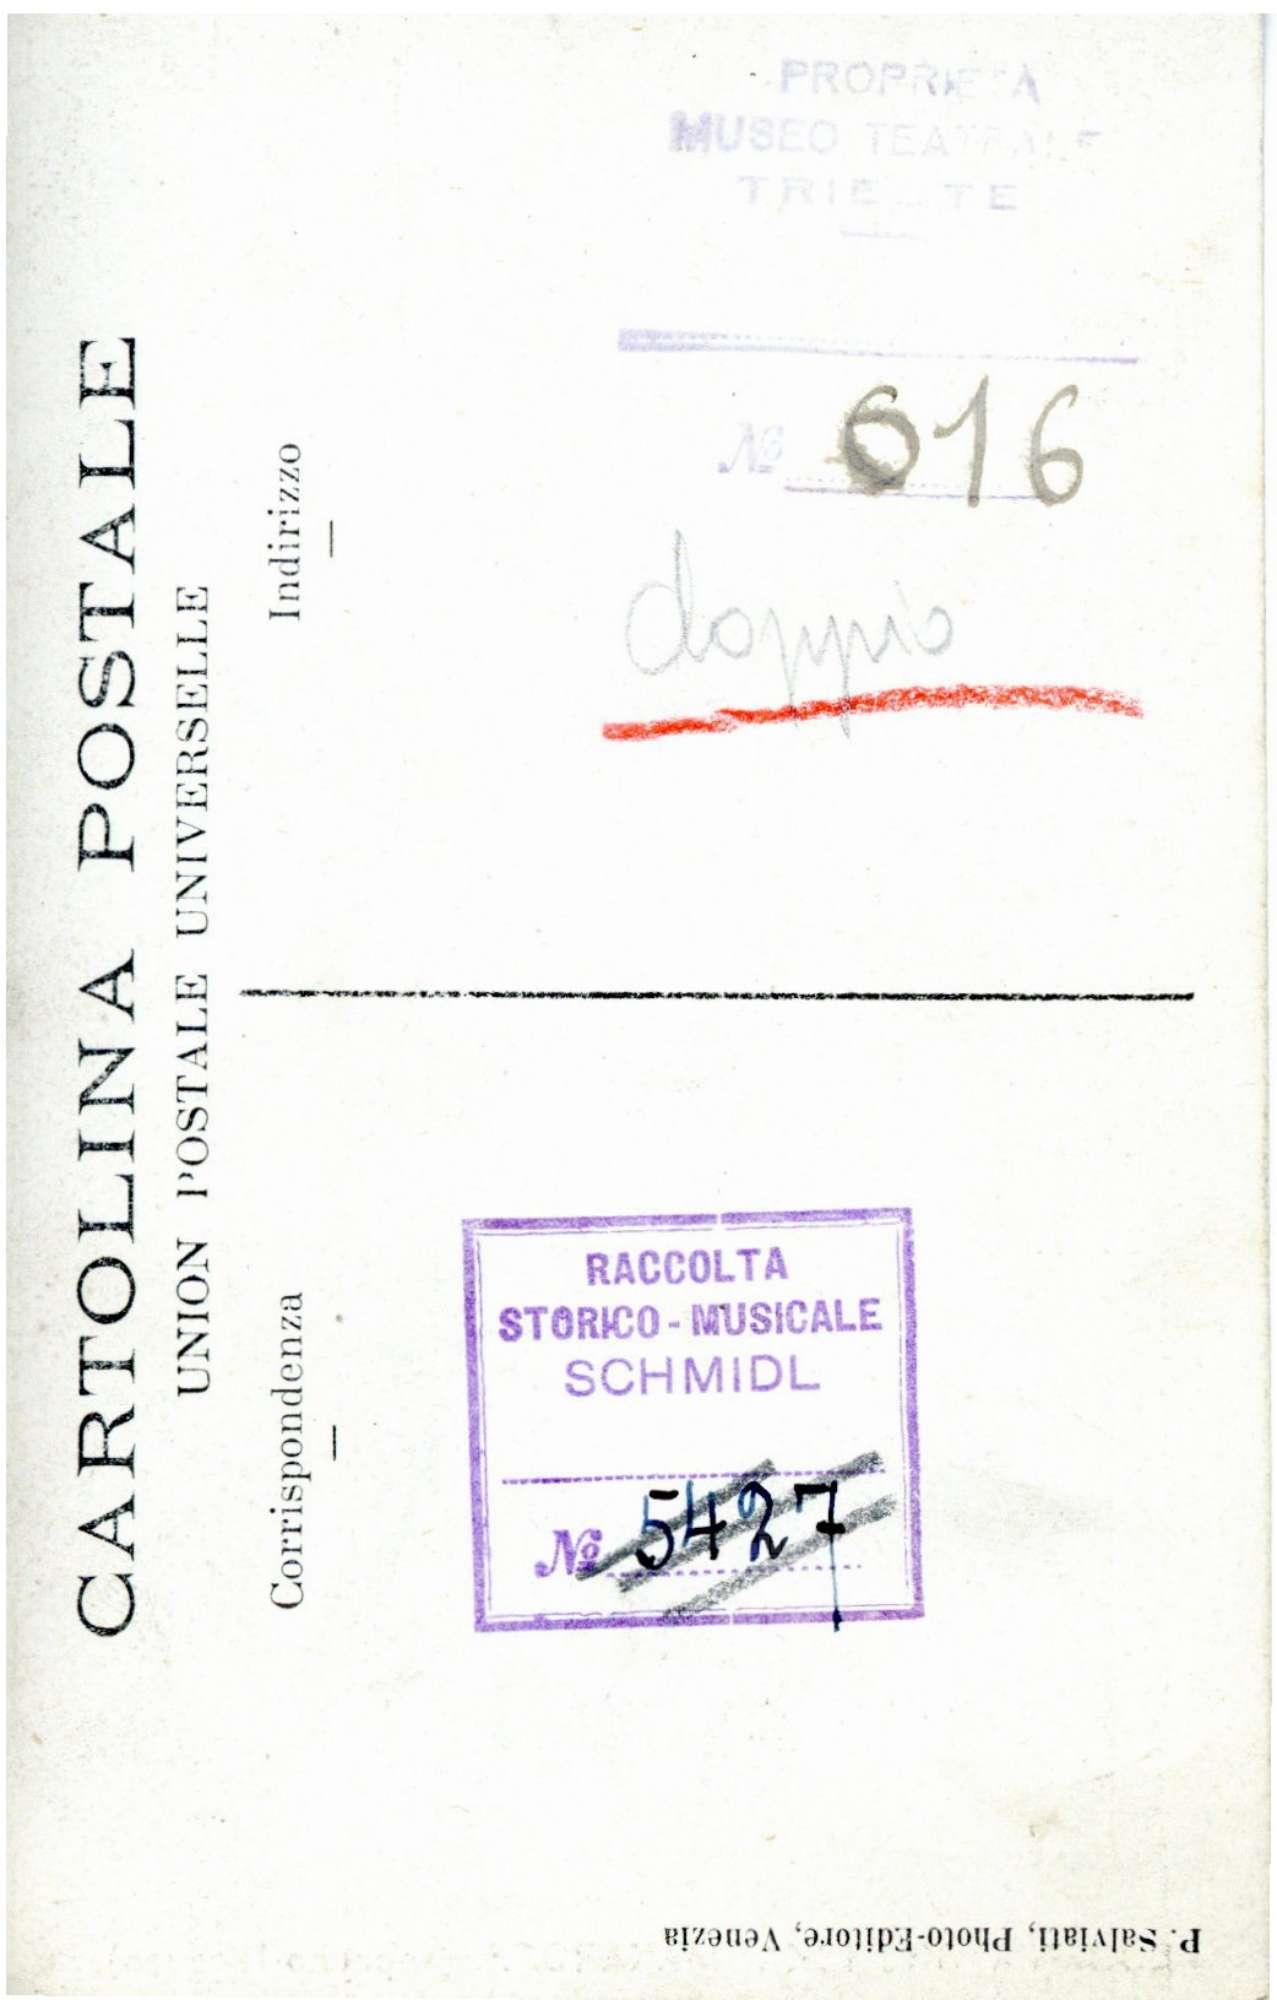 PROPRIETA
MUSEO TEATRALE
TRIESTE
№ 616
doppio
CARTOLINA POSTALE
UNION POSTALE UNIVERSELLE
Indirizzo
Corrispondenza
RACCOLTA
STORICO-MUSICALE
SCHMIDL
№ 5427
P. Salviati, Photo-Editore, Venezia